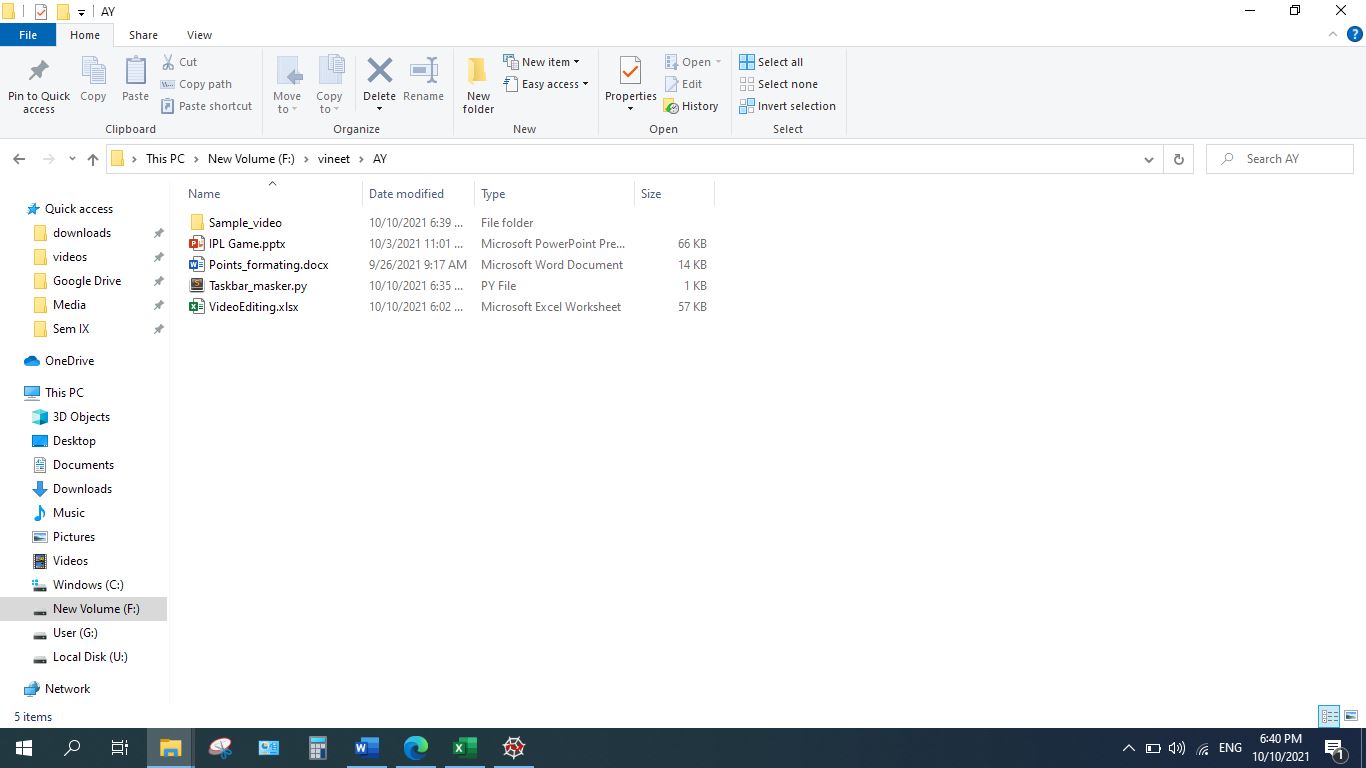 AY
File Home Share View
Pin to Quick access
Copy
Paste
Cut
Copy path
Paste shortcut
Clipboard
Move to
Copy to
Delete
Rename
Organize
New folder
New item
Easy access
New
Properties
Open
Edit
History
Open
Select all
Select none
Invert selection
Select
This PC > New Volume (F:) > vineet > AY
Search AY
Quick access
downloads
videos
Google Drive
Media
Sem IX
OneDrive
This PC
3D Objects
Desktop
Documents
Downloads
Music
Pictures
Videos
Windows (C:)
New Volume (F:)
User (G:)
Local Disk (U:)
Network
Name Date modified Type Size
Sample_video 10/10/2021 6:39 ... File folder
IPL Game.pptx 10/3/2021 11:01 ... Microsoft PowerPoint Pre... 66 KB
Points_formating.docx 9/26/2021 9:17 AM Microsoft Word Document 14 KB
Taskbar_masker.py 10/10/2021 6:35 ... PY File 1 KB
VideoEditing.xlsx 10/10/2021 6:02 ... Microsoft Excel Worksheet 57 KB
5 items
ENG
6:40 PM
10/10/2021
1